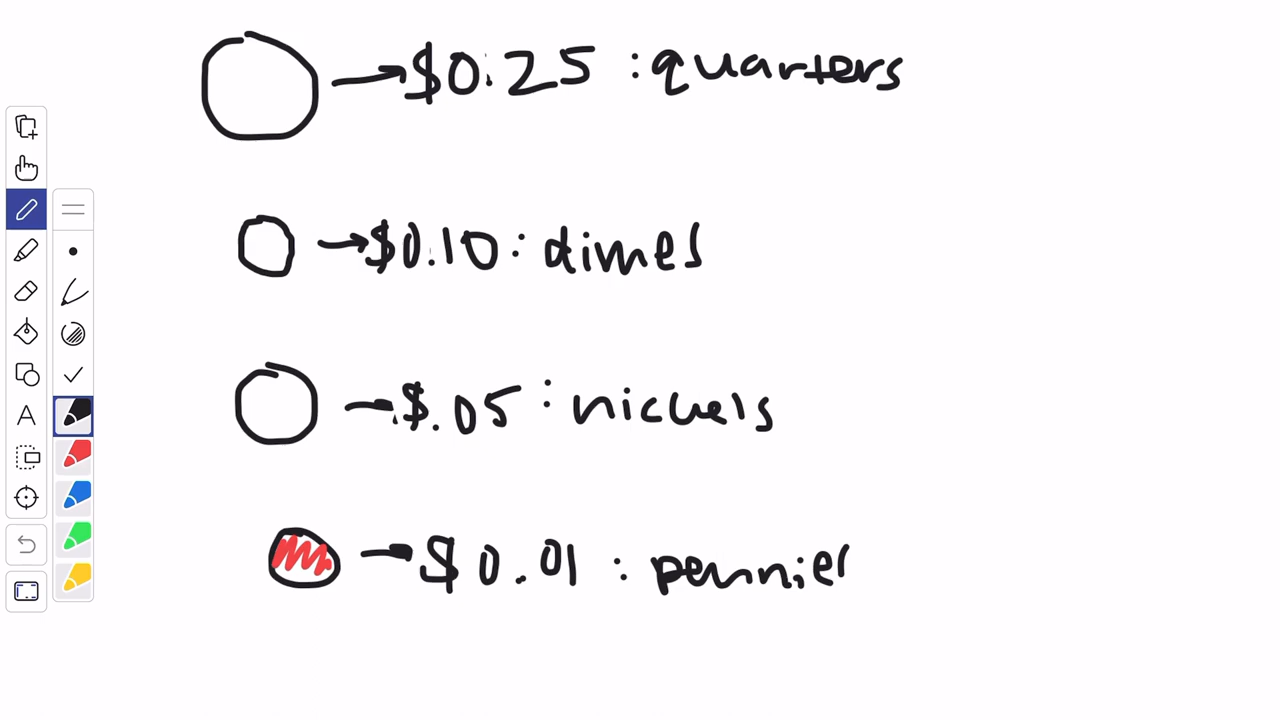 $0.25 : quarters
$0.10 : dimes
$.05 : nickels
$0.01 : pennies
A